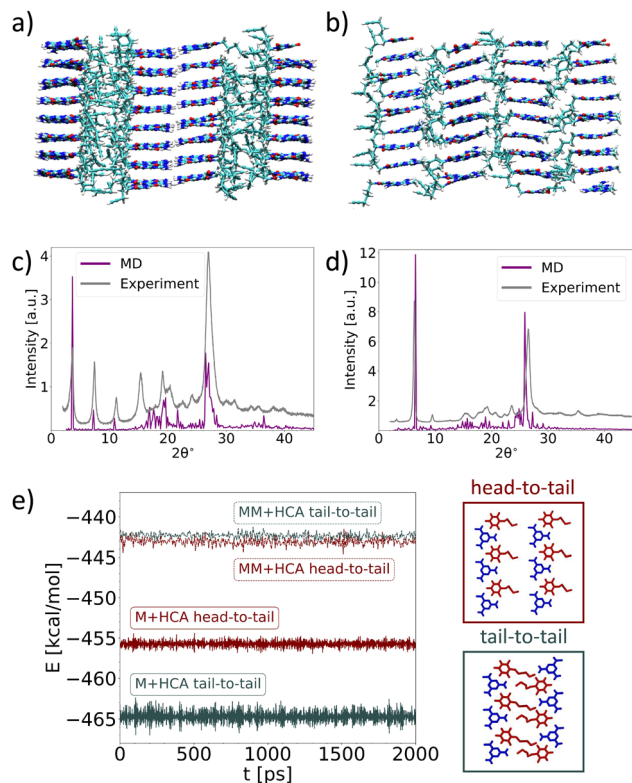 a)
b)
c)
4
3
2
1
Intensity [a.u.]
MD
Experiment
0
10
20
30
40
2θ°
d)
12
10
8
6
4
2
Intensity [a.u.]
MD
Experiment
0
10
20
30
40
2θ°
e)
−440
−445
−450
−455
−460
−465
E [kcal/mol]
MM+HCA tail-to-tail
MM+HCA head-to-tail
M+HCA head-to-tail
M+HCA tail-to-tail
0
500
1000
1500
2000
t [ps]
head-to-tail
tail-to-tail